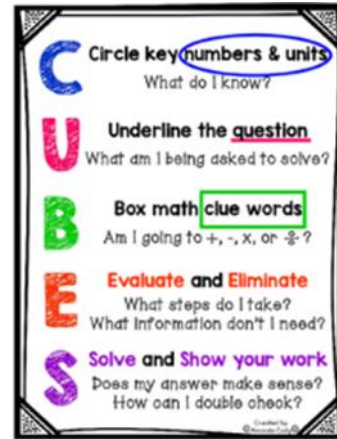 C
Circle key numbers & units
What do I know?
U
Underline the question
What am I being asked to solve?
B
Box math clue words
Am I going to +, -, x, or ÷?
E
Evaluate and Eliminate
What steps do I take?
What information don't I need?
S
Solve and Show your work
Does my answer make sense?
How can I double check?
Created by